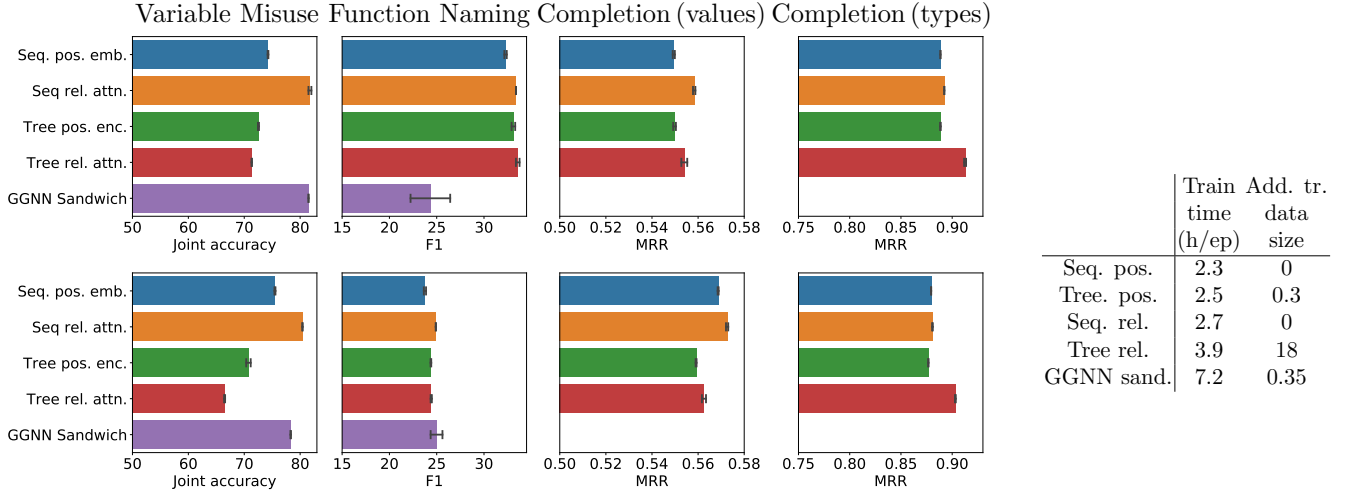 Variable Misuse Function Naming Completion (values) Completion (types)
Seq. pos. emb.
Seq rel. attn.
Tree pos. enc.
Tree rel. attn.
GGNN Sandwich
50 60 70 80
Joint accuracy
15 20 25 30
F1
0.50 0.52 0.54 0.56 0.58
MRR
0.75 0.80 0.85 0.90
MRR
Seq. pos. emb.
Seq rel. attn.
Tree pos. enc.
Tree rel. attn.
GGNN Sandwich
50 60 70 80
Joint accuracy
15 20 25 30
F1
0.50 0.52 0.54 0.56 0.58
MRR
0.75 0.80 0.85 0.90
MRR
Train Add. tr.
time data
(h/ep) size
Seq. pos. 2.3 0
Tree. pos. 2.5 0.3
Seq. rel. 2.7 0
Tree rel. 3.9 18
GGNN sand. 7.2 0.35